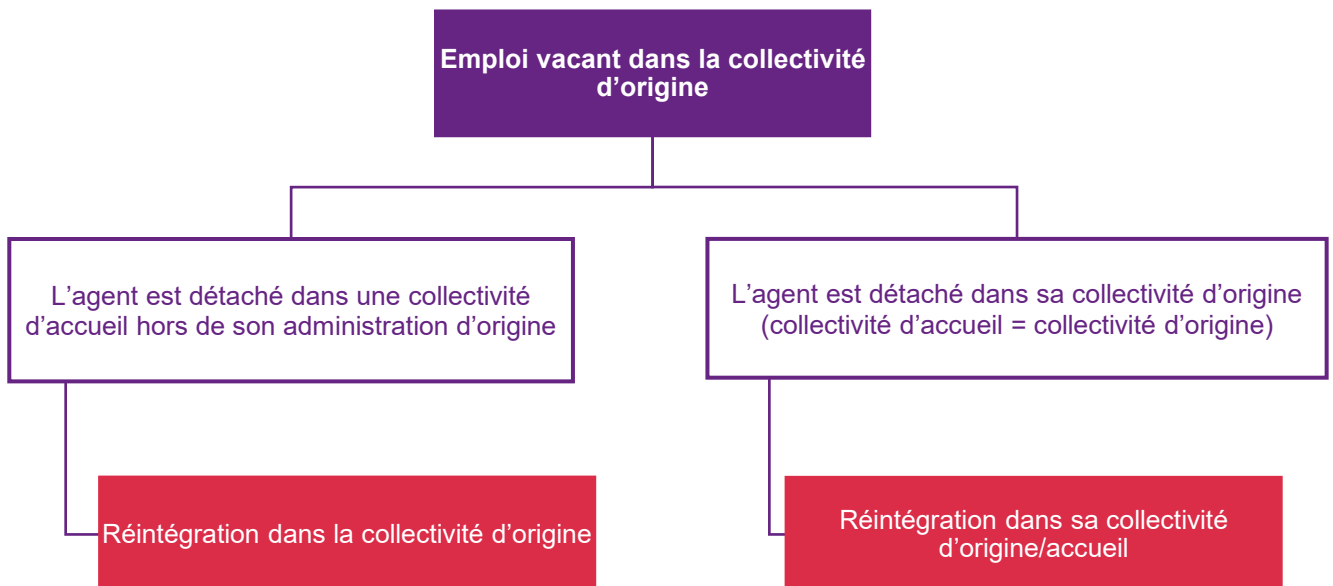 Emploi vacant dans la collectivité
d’origine
L’agent est détaché dans une collectivité
d’accueil hors de son administration d’origine
L’agent est détaché dans sa collectivité d’origine
(collectivité d’accueil = collectivité d’origine)
Réintégration dans la collectivité d’origine
Réintégration dans sa collectivité
d’origine/accueil